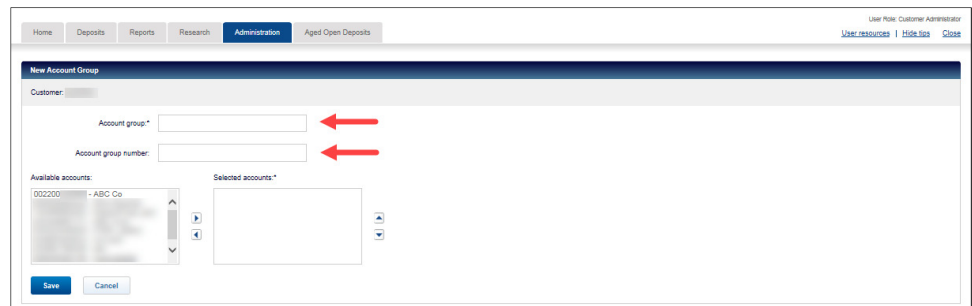 User Role: Customer Administrator
Home Deposits Reports Research Administration Aged Open Deposits
User resources | Hide tips Close
New Account Group
Customer:
Account group:*
Account group number:
Available accounts: Selected accounts:*
002200 - ABC Co
Save Cancel